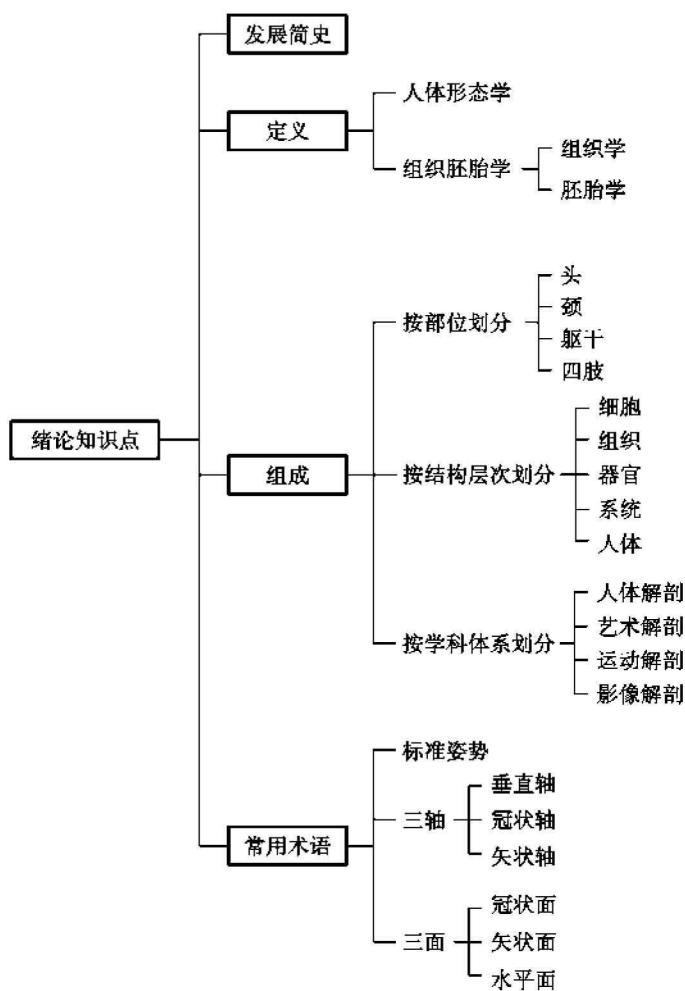 发展简史
定义
人体形态学
组织胚胎学
组织学
胚胎学
绪论知识点
组成
按部位划分
头
颈
躯干
四肢
按结构层次划分
细胞
组织
器官
系统
人体
按学科体系划分
人体解剖
艺术解剖
运动解剖
影像解剖
常用术语
标准姿势
三轴
垂直轴
冠状轴
矢状轴
三面
冠状面
矢状面
水平面